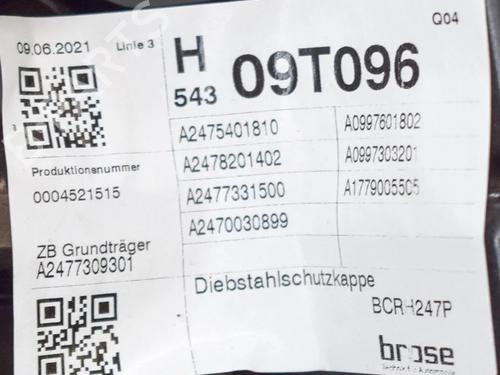 Q04
09.06.2021 Linie 3
H 09T096
543
A2475401810 A0997601802
A2478201402 A0997303201
A2477331500 A1779005505
A2470030899
Produktionsnummer
0004521515
ZB Grundträger
A2477309301
Diebstahlschutzkappe
BCR-H247P
brose